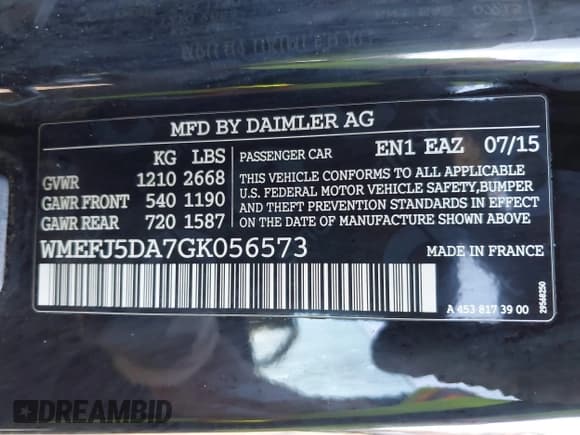 MFD BY DAIMLER AG
KG LBS
GVWR 1210 2668
GAWR FRONT 540 1190
GAWR REAR 720 1587
PASSENGER CAR EN1 EAZ 07/15
THIS VEHICLE CONFORMS TO ALL APPLICABLE
U.S. FEDERAL MOTOR VEHICLE SAFETY,BUMPER
AND THEFT PREVENTION STANDARDS IN EFFECT
ON THE DATE OF MANUFACTURE SHOWN ABOVE
WMEFJ5DA7GK056573
MADE IN FRANCE
A 453 817 39 00
DREAMBID